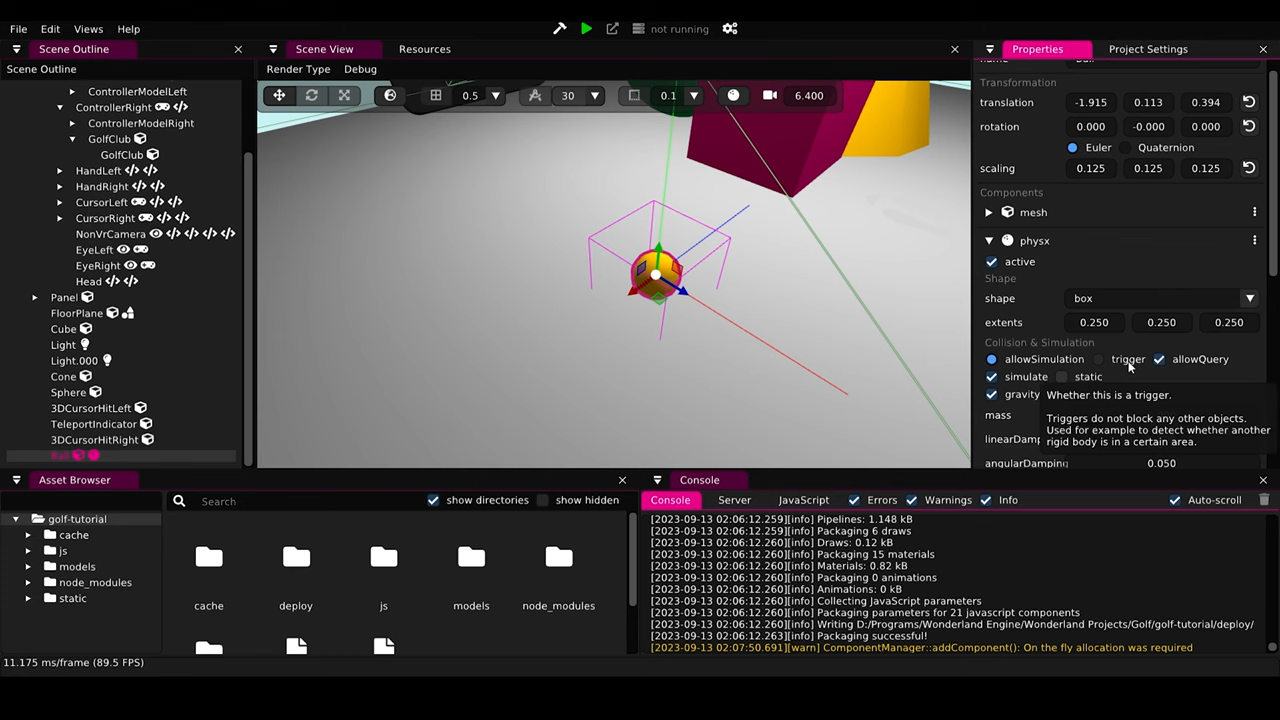 File Edit Views Help not running
Scene Outline Scene View Resources Properties Project Settings
Scene Outline
ControllerModelLeft
ControllerRight
ControllerModelRight
GolfClub
GolfClub
HandLeft
HandRight
CursorLeft
CursorRight
NonVrCamera
EyeLeft
EyeRight
Head
Panel
FloorPlane
Cube
Light
Light.000
Cone
Sphere
3DCursorHitLeft
TeleportIndicator
3DCursorHitRight
Ball
Render Type Debug
0.5 30 0.1 6.400
Transformation
translation -1.915 0.113 0.394
rotation 0.000 -0.000 0.000
Euler Quaternion
scaling 0.125 0.125 0.125
Components
mesh
physx
active
Shape
shape box
extents 0.250 0.250 0.250
Collision & Simulation
allowSimulation trigger allowQuery
simulate static
gravity
mass
angularDamping 0.050
Whether this is a trigger.
Triggers do not block any other objects.
Used for example to detect whether another
rigid body is in a certain area.
Asset Browser
Search show directories show hidden
golf-tutorial
cache
js
models
node_modules
static
cache deploy js models node_modules
Console
Console Server JavaScript Errors Warnings Info Auto-scroll
[2023-09-13 02:06:12.259][info] Pipelines: 1.148 kB
[2023-09-13 02:06:12.259][info] Packaging 6 draws
[2023-09-13 02:06:12.260][info] Draws: 0.12 kB
[2023-09-13 02:06:12.260][info] Packaging 15 materials
[2023-09-13 02:06:12.260][info] Materials: 0.82 kB
[2023-09-13 02:06:12.260][info] Packaging 0 animations
[2023-09-13 02:06:12.260][info] Animations: 0 kB
[2023-09-13 02:06:12.260][info] Collecting JavaScript parameters
[2023-09-13 02:06:12.260][info] Packaging parameters for 21 javascript components
[2023-09-13 02:06:12.260][info] Writing D:/Programs/Wonderland Engine/Wonderland Projects/Golf/golf-tutorial/deploy/
[2023-09-13 02:06:12.263][info] Packaging successful!
[2023-09-13 02:07:50.691][warn] ComponentManager::addComponent(): On the fly allocation was required
11.175 ms/frame (89.5 FPS)